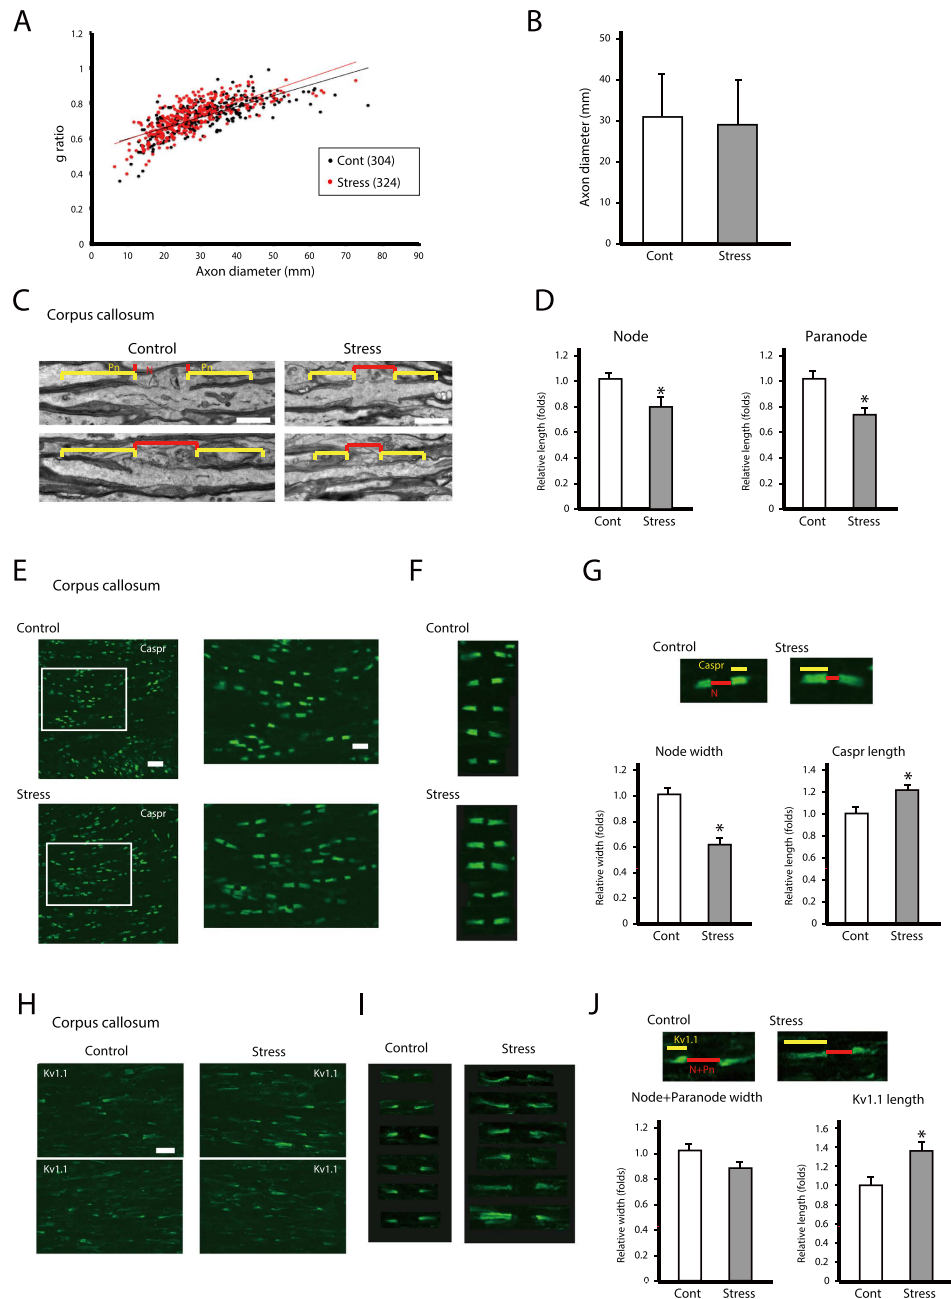 A
1.2
1
0.8
0.6
0.4
0.2
0
g ratio
Cont (304)
Stress (324)
0 10 20 30 40 50 60 70 80 90
Axon diameter (mm)
B
50
40
30
20
10
0
Axon diameter (mm)
Cont Stress
C
Corpus callosum
Control Stress
Pn N Pn
D
Node
1.2
1.0
0.8
0.6
0.4
1.2
0
Relative length (folds)
*
Cont Stress
Paranode
1.2
1.0
0.8
0.6
0.4
1.2
0
Relative length (folds)
*
Cont Stress
E
Corpus callosum
Control
Caspr
Stress
Caspr
F
Control
Stress
G
Control Stress
Caspr
N
Node width
1.2
1.0
0.8
0.6
0.4
0.2
0
Relative width (folds)
*
Cont Stress
Caspr length
1.4
1.2
1.0
0.8
0.6
0.4
1.2
0
Relative length (folds)
*
Cont Stress
H
Corpus callosum
Control Stress
Kv1.1 Kv1.1
Kv1.1 Kv1.1
I
Control Stress
J
Control Stress
Kv1.1
N+Pn
Node+Paranode width
1.2
1.0
0.8
0.6
0.4
0.2
0
Relative width (folds)
Cont Stress
Kv1.1 length
1.6
1.4
1.2
1.0
0.8
0.6
0.4
1.2
0
Relative length (folds)
*
Cont Stress